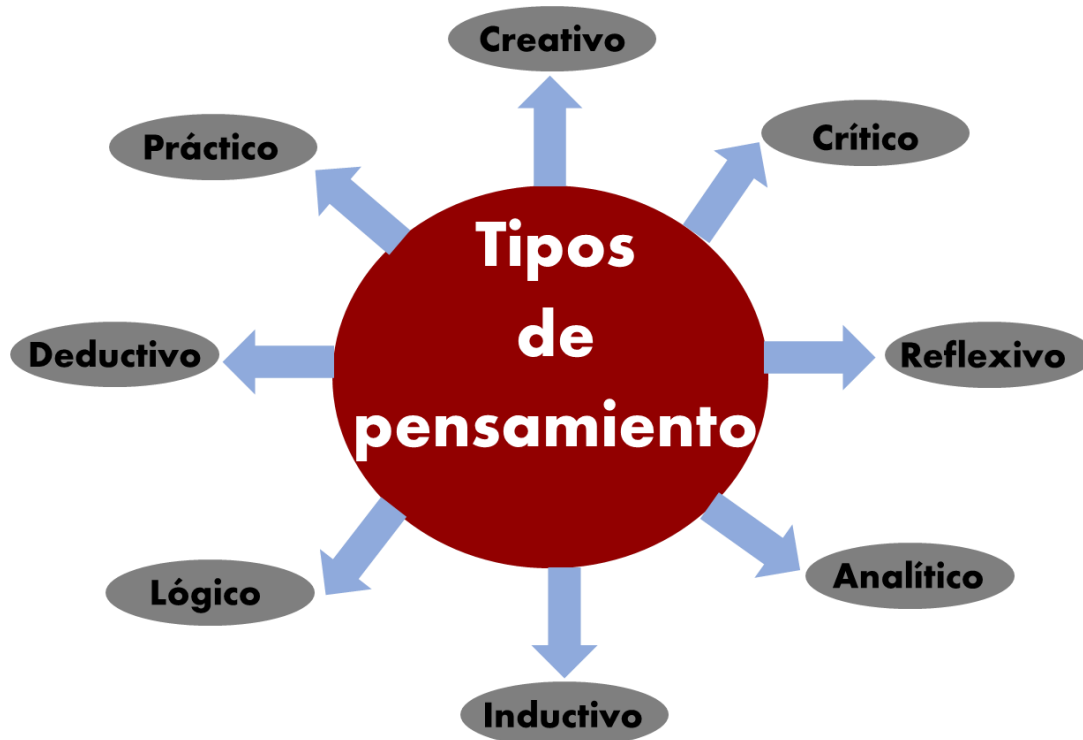 Creativo
Práctico
Crítico
Tipos
de
pensamiento
Deductivo
Reflexivo
Lógico
Analítico
Inductivo